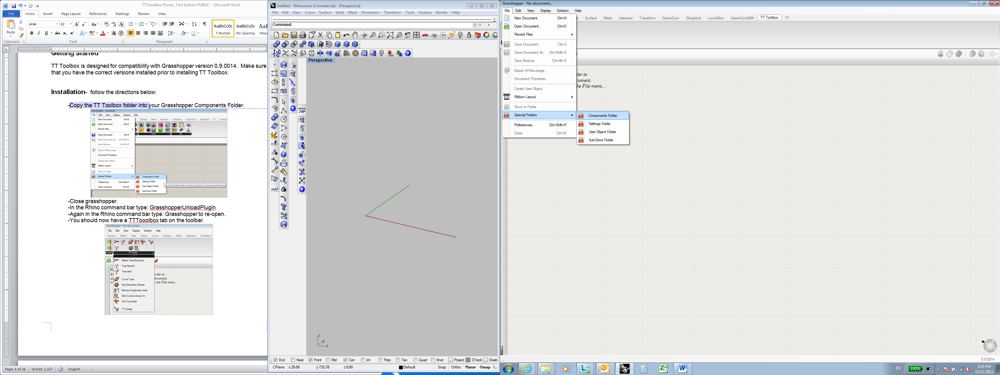 TTTooolbox Primer_ First Edition-PUBLIC - Microsoft Word
File Home Insert Page Layout References Mailings Review View
Arial 12
Paste
AaBbCcDc AaBbCcDc AaBl
¶ Normal No Spacing Heac
Clipboard Font Paragraph
Getting Started
TT Toolbox is designed for compatibility with Grasshopper version 0.9.0014. Make sure
that you have the correct versions installed prior to installing TT Toolbox.
Installation- follow the directions below:
-Copy the TT Toolbox folder into your Grasshopper Components Folder.
Grasshopper - unnamed
File Edit View Display Solution Help
Surface Mesh Intersect Transform GeomGym Slingshot! TT GeomG
New Document Ctrl+N
Open Document... Ctrl+O
Recent Files
Save Document Ctrl+S
Save Document As... Ctrl+Shift+S
Save Backup Ctrl+Alt+S
Export Hi-Res image...
Document Properties...
Create User Object...
Ribbon Layout
Show In Folder
Special Folders
Preferences... Ctrl+Shift+P
Close unnamed Ctrl+W
Input Util
Components Folder
Settings Folder
User Object Folder
AutoSave Folder
Open the folder that contains 3rd party Component Libraries
-Close grasshopper.
-In the Rhino command bar type: GrasshopperUnloadPlugin
-Again in the Rhino command bar type: Grasshopper to re-open.
-You should now have a TTTooolbox tab on the toolbar.
Grasshopper - No document...
File Edit View Display Solution Help
Params Maths Sets Vector Curve Surface Mesh Intersect Transform
Excel TT Tools
Match Tree Structure
Tree Branch
Tree Item
Curve Type
Get Geometry Names
Remove Duplicate Lines
Sort Curves Along Crv
Unit Converter
TT Sweep
order to
document,
the File menu...
Page: 4 of 16 Words: 1,327 English
Untitled - Rhinoceros (Commercial) - [Perspective]
File Edit View Curve Surface Solid Mesh Dimension Transform Tools Analyze Render Help
Command:
Perspective
OPEN
SAP
z
y
x
End Near Point Mid Cen Int Perp Tan Quad Knot Project STrack Disab
CPlane x 29.00 y 735.78 z 0.00 Default Snap Ortho Planar Osnap R..
Grasshopper - No document...
File Edit View Display Solution Help
Surface Mesh Intersect Transform GeomGym Slingshot! LunchBox GeomGymBIM TT Toolbox TT
New Document Ctrl+N
Open Document... Ctrl+O
Recent Files
Save Document Ctrl+S
Save Document As... Ctrl+Shift+S
Save Backup Ctrl+Alt+S
Export Hi-Res image...
Document Properties...
Create User Object...
Ribbon Layout
Show In Folder
Special Folders
Preferences... Ctrl+Shift+P
Close Ctrl+W
Components Folder
Settings Folder
User Object Folder
AutoSave Folder
der to
cument,
he File menu...
0.9.0014
EN 100% 4:19 PM
12/11/2012